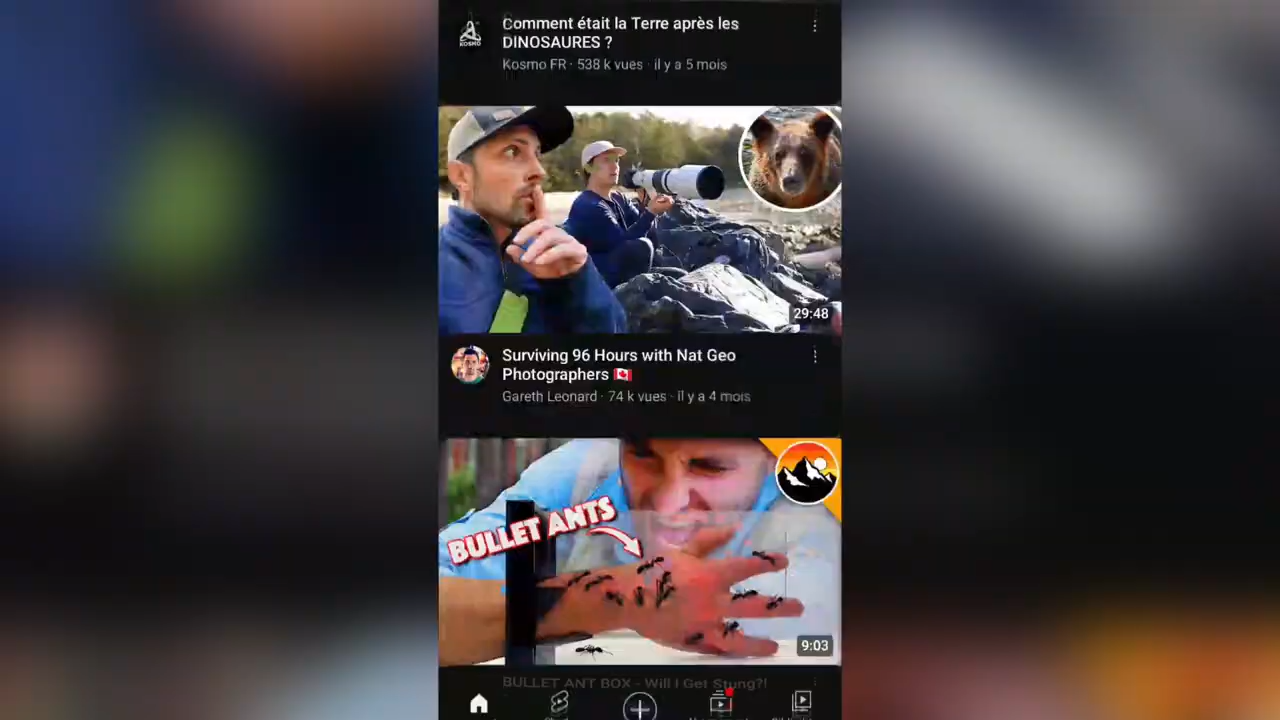 KOSMO
Comment était la Terre après les
DINOSAURES ?
Kosmo FR · 538 k vues · il y a 5 mois
29:48
Surviving 96 Hours with Nat Geo
Photographers 🇨🇦
Gareth Leonard · 74 k vues · il y a 4 mois
BULLET ANTS
9:03
BULLET ANT BOX - Will I Get Stung?!